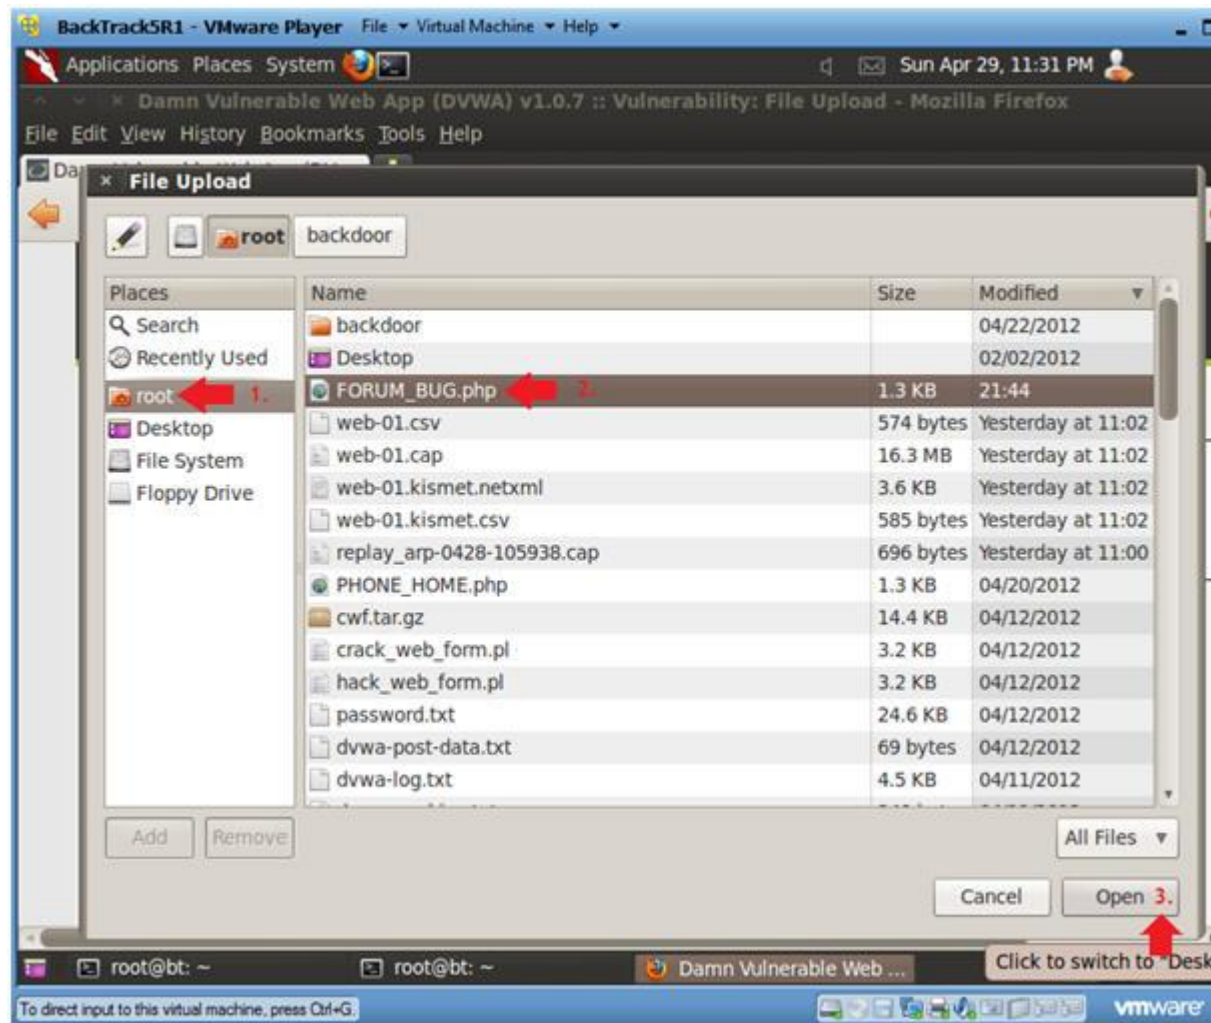 BackTrack5R1 - VMware Player File Virtual Machine Help
Applications Places System Sun Apr 29, 11:31 PM
Damn Vulnerable Web App (DVWA) v1.0.7 :: Vulnerability: File Upload - Mozilla Firefox
File Edit View History Bookmarks Tools Help
Da
File Upload
root backdoor
Places Name Size Modified
Search backdoor 04/22/2012
Recently Used Desktop 02/02/2012
root 1. FORUM_BUG.php 2. 1.3 KB 21:44
Desktop web-01.csv 574 bytes Yesterday at 11:02
File System web-01.cap 16.3 MB Yesterday at 11:02
Floppy Drive web-01.kismet.netxml 3.6 KB Yesterday at 11:02
web-01.kismet.csv 585 bytes Yesterday at 11:02
replay_arp-0428-105938.cap 696 bytes Yesterday at 11:00
PHONE_HOME.php 1.3 KB 04/20/2012
cwf.tar.gz 14.4 KB 04/12/2012
crack_web_form.pl 3.2 KB 04/12/2012
hack_web_form.pl 3.2 KB 04/12/2012
password.txt 24.6 KB 04/12/2012
dvwa-post-data.txt 69 bytes 04/12/2012
dvwa-log.txt 4.5 KB 04/11/2012
Add Remove All Files
Cancel Open 3.
Click to switch to "Desk
root@bt: ~ root@bt: ~ Damn Vulnerable Web ...
To direct input to this virtual machine, press Ctrl+G. vmware